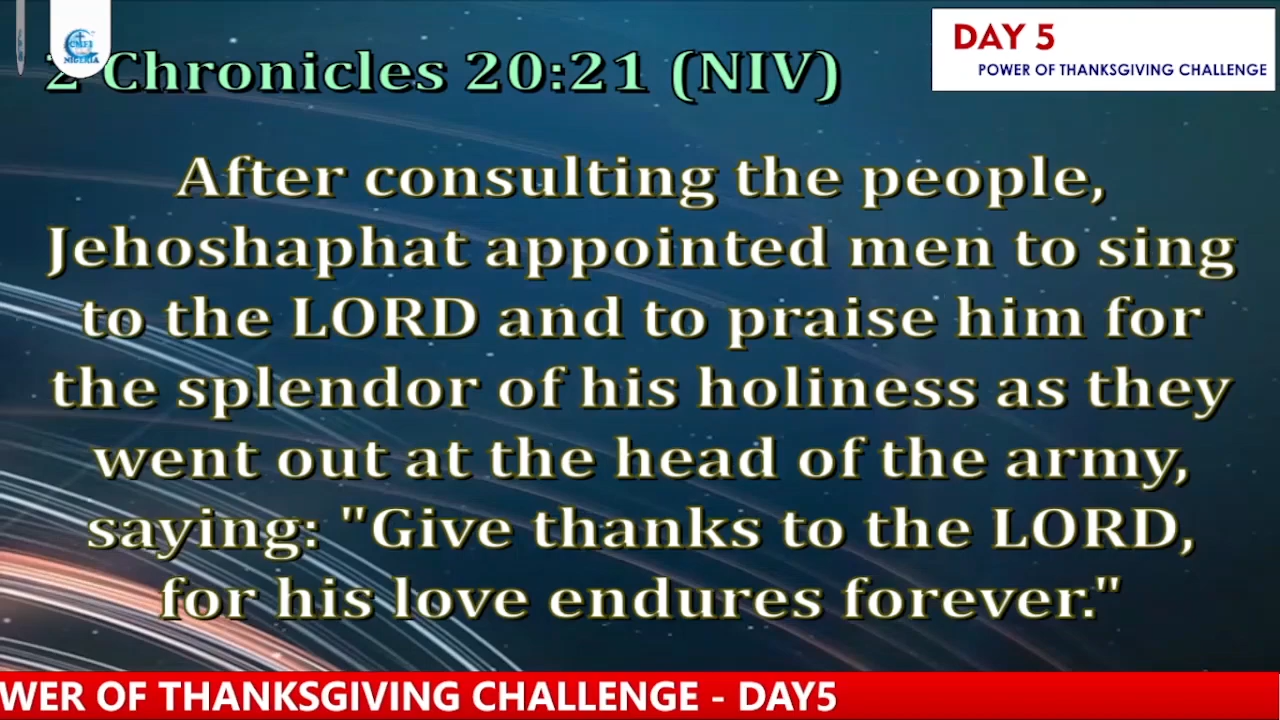 CMFI
NIGERIA
2 Chronicles 20:21 (NIV)
DAY 5
POWER OF THANKSGIVING CHALLENGE
After consulting the people,
Jehoshaphat appointed men to sing
to the LORD and to praise him for
the splendor of his holiness as they
went out at the head of the army,
saying: "Give thanks to the LORD,
for his love endures forever."
WER OF THANKSGIVING CHALLENGE - DAY5